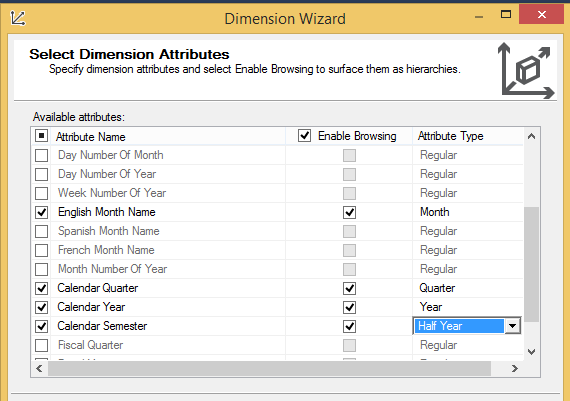 Dimension Wizard
Select Dimension Attributes
Specify dimension attributes and select Enable Browsing to surface them as hierarchies.
Available attributes:
Attribute Name Enable Browsing Attribute Type
Day Number Of Month Regular
Day Number Of Year Regular
Week Number Of Year Regular
English Month Name Month
Spanish Month Name Regular
French Month Name Regular
Month Number Of Year Regular
Calendar Quarter Quarter
Calendar Year Year
Calendar Semester Half Year
Fiscal Quarter Regular